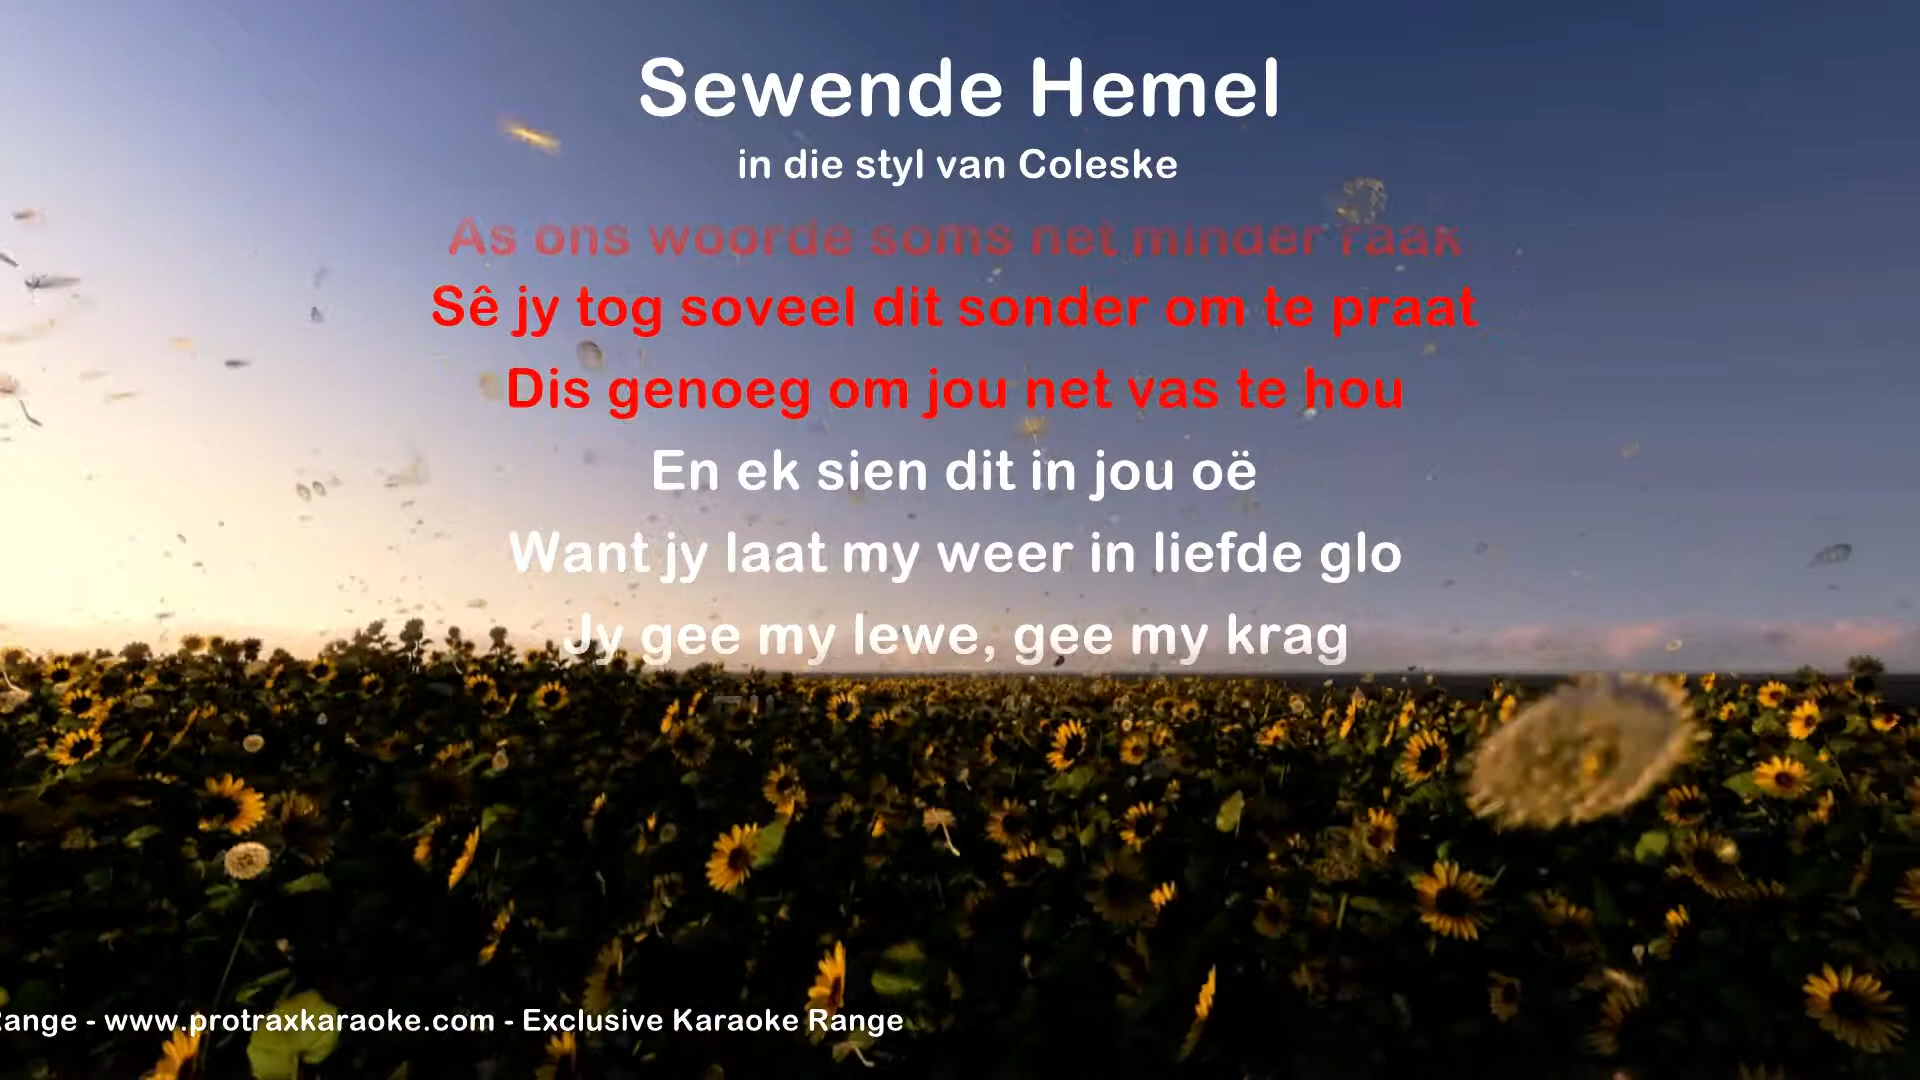 Sewende Hemel
in die styl van Coleske
As ons woorde soms net minder raak
Sê jy tog soveel dit sonder om te praat
Dis genoeg om jou net vas te hou
En ek sien dit in jou oë
Want jy laat my weer in liefde glo
Jy gee my lewe, gee my krag
Range - www.protraxkaraoke.com - Exclusive Karaoke Range